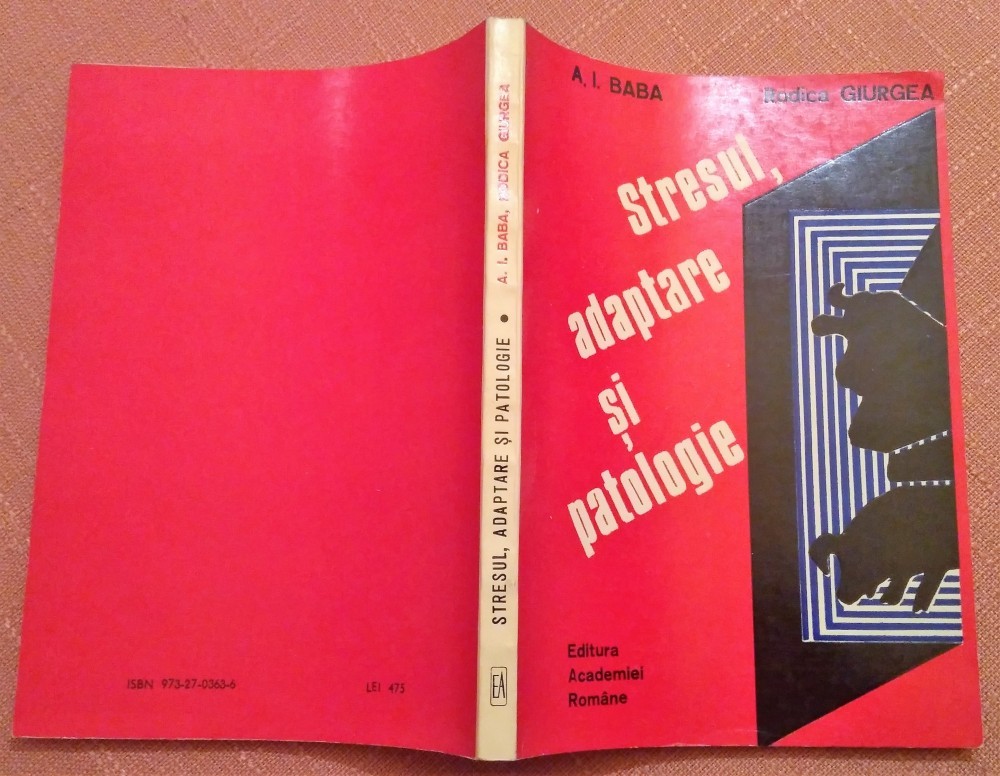 A. I. BABA
Rodica GIURGEA
Stresul,
adaptare
și
patologie
Editura
Academiei
Române
STRESUL, ADAPTARE ȘI PATOLOGIE • A. I. BABA, RODICA GIURGEA
EA
ISBN 973-27-0363-6
LEI 475